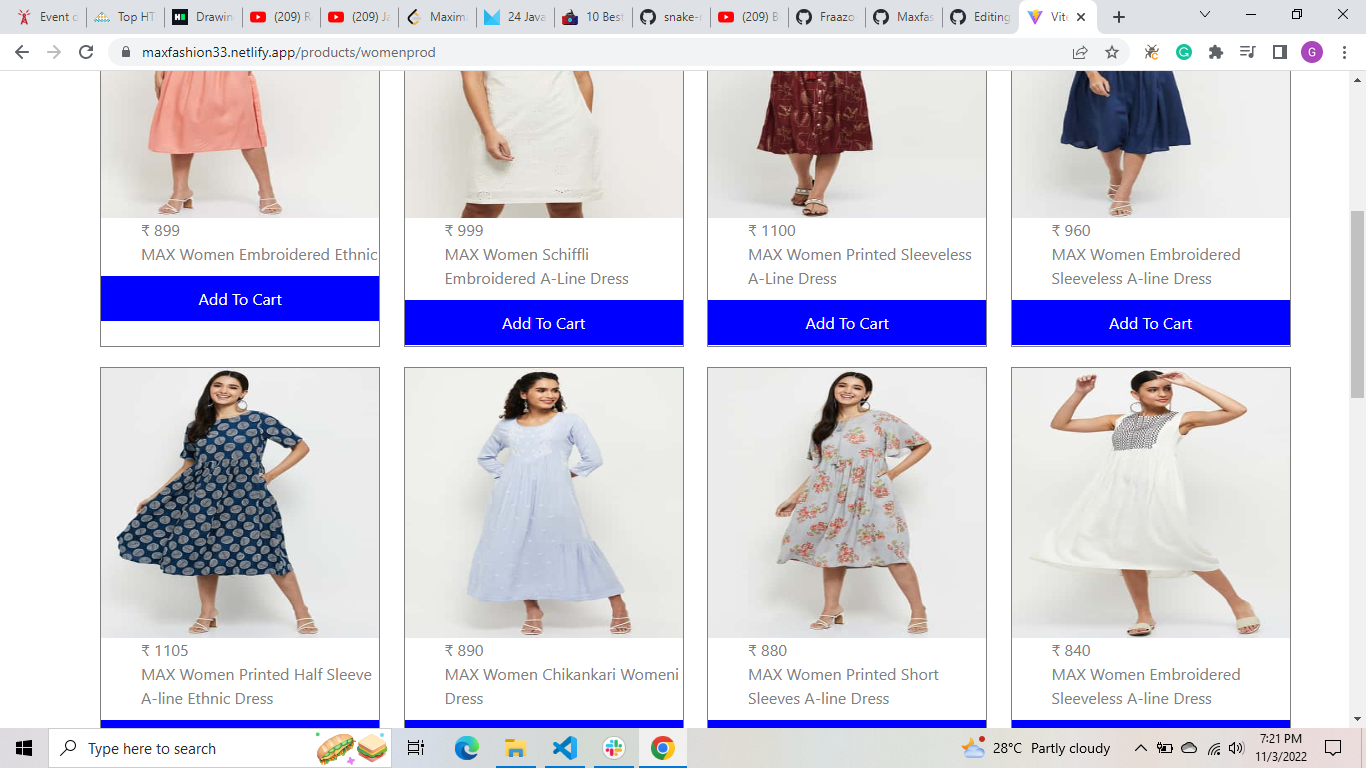 Event c
Top HT
Drawin
(209) R
(209) Ja
Maxim
24 Java
10 Best
snake-
(209) B
Fraazo
Maxfas
Editing
Vit
maxfashion33.netlify.app/products/womenprod
G
₹ 899
MAX Women Embroidered Ethnic
Add To Cart
₹ 999
MAX Women Schiffli
Embroidered A-Line Dress
Add To Cart
₹ 1100
MAX Women Printed Sleeveless
A-Line Dress
Add To Cart
₹ 960
MAX Women Embroidered
Sleeveless A-line Dress
Add To Cart
₹ 1105
MAX Women Printed Half Sleeve
A-line Ethnic Dress
₹ 890
MAX Women Chikankari Womeni
Dress
₹ 880
MAX Women Printed Short
Sleeves A-line Dress
₹ 840
MAX Women Embroidered
Sleeveless A-line Dress
Type here to search
28°C Partly cloudy
7:21 PM
11/3/2022